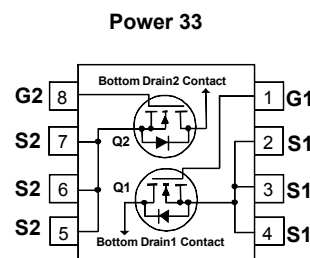 Power 33
Bottom Drain2 Contact
G2 8 1 G1
S2 7 Q2 2 S1
S2 6 Q1 3 S1
S2 5 4 S1
Bottom Drain1 Contact